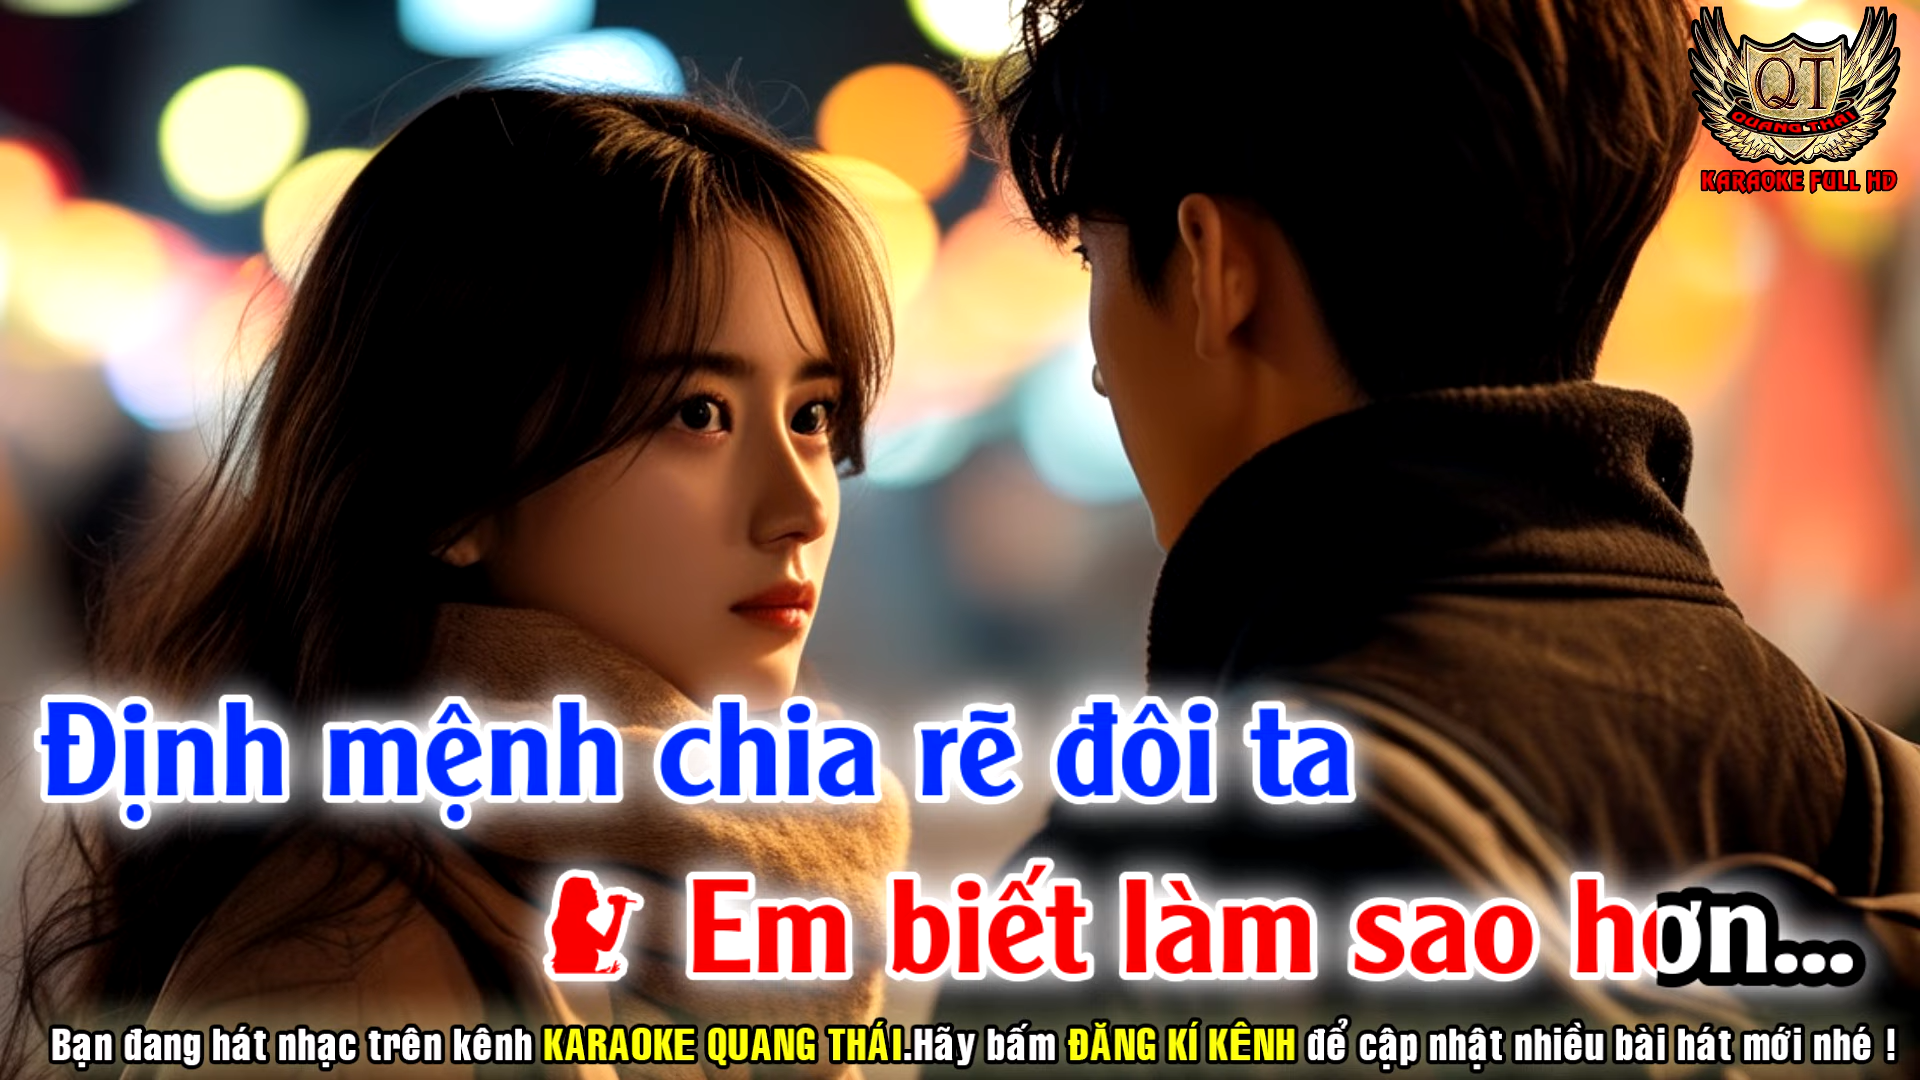 QT
QUANG THÁI
KARAOKE FULL HD
Định mệnh chia rẽ đôi ta
Em biết làm sao hơn...
Bạn đang hát nhạc trên kênh KARAOKE QUANG THÁI.Hãy bấm ĐĂNG KÍ KÊNH để cập nhật nhiều bài hát mới nhé !